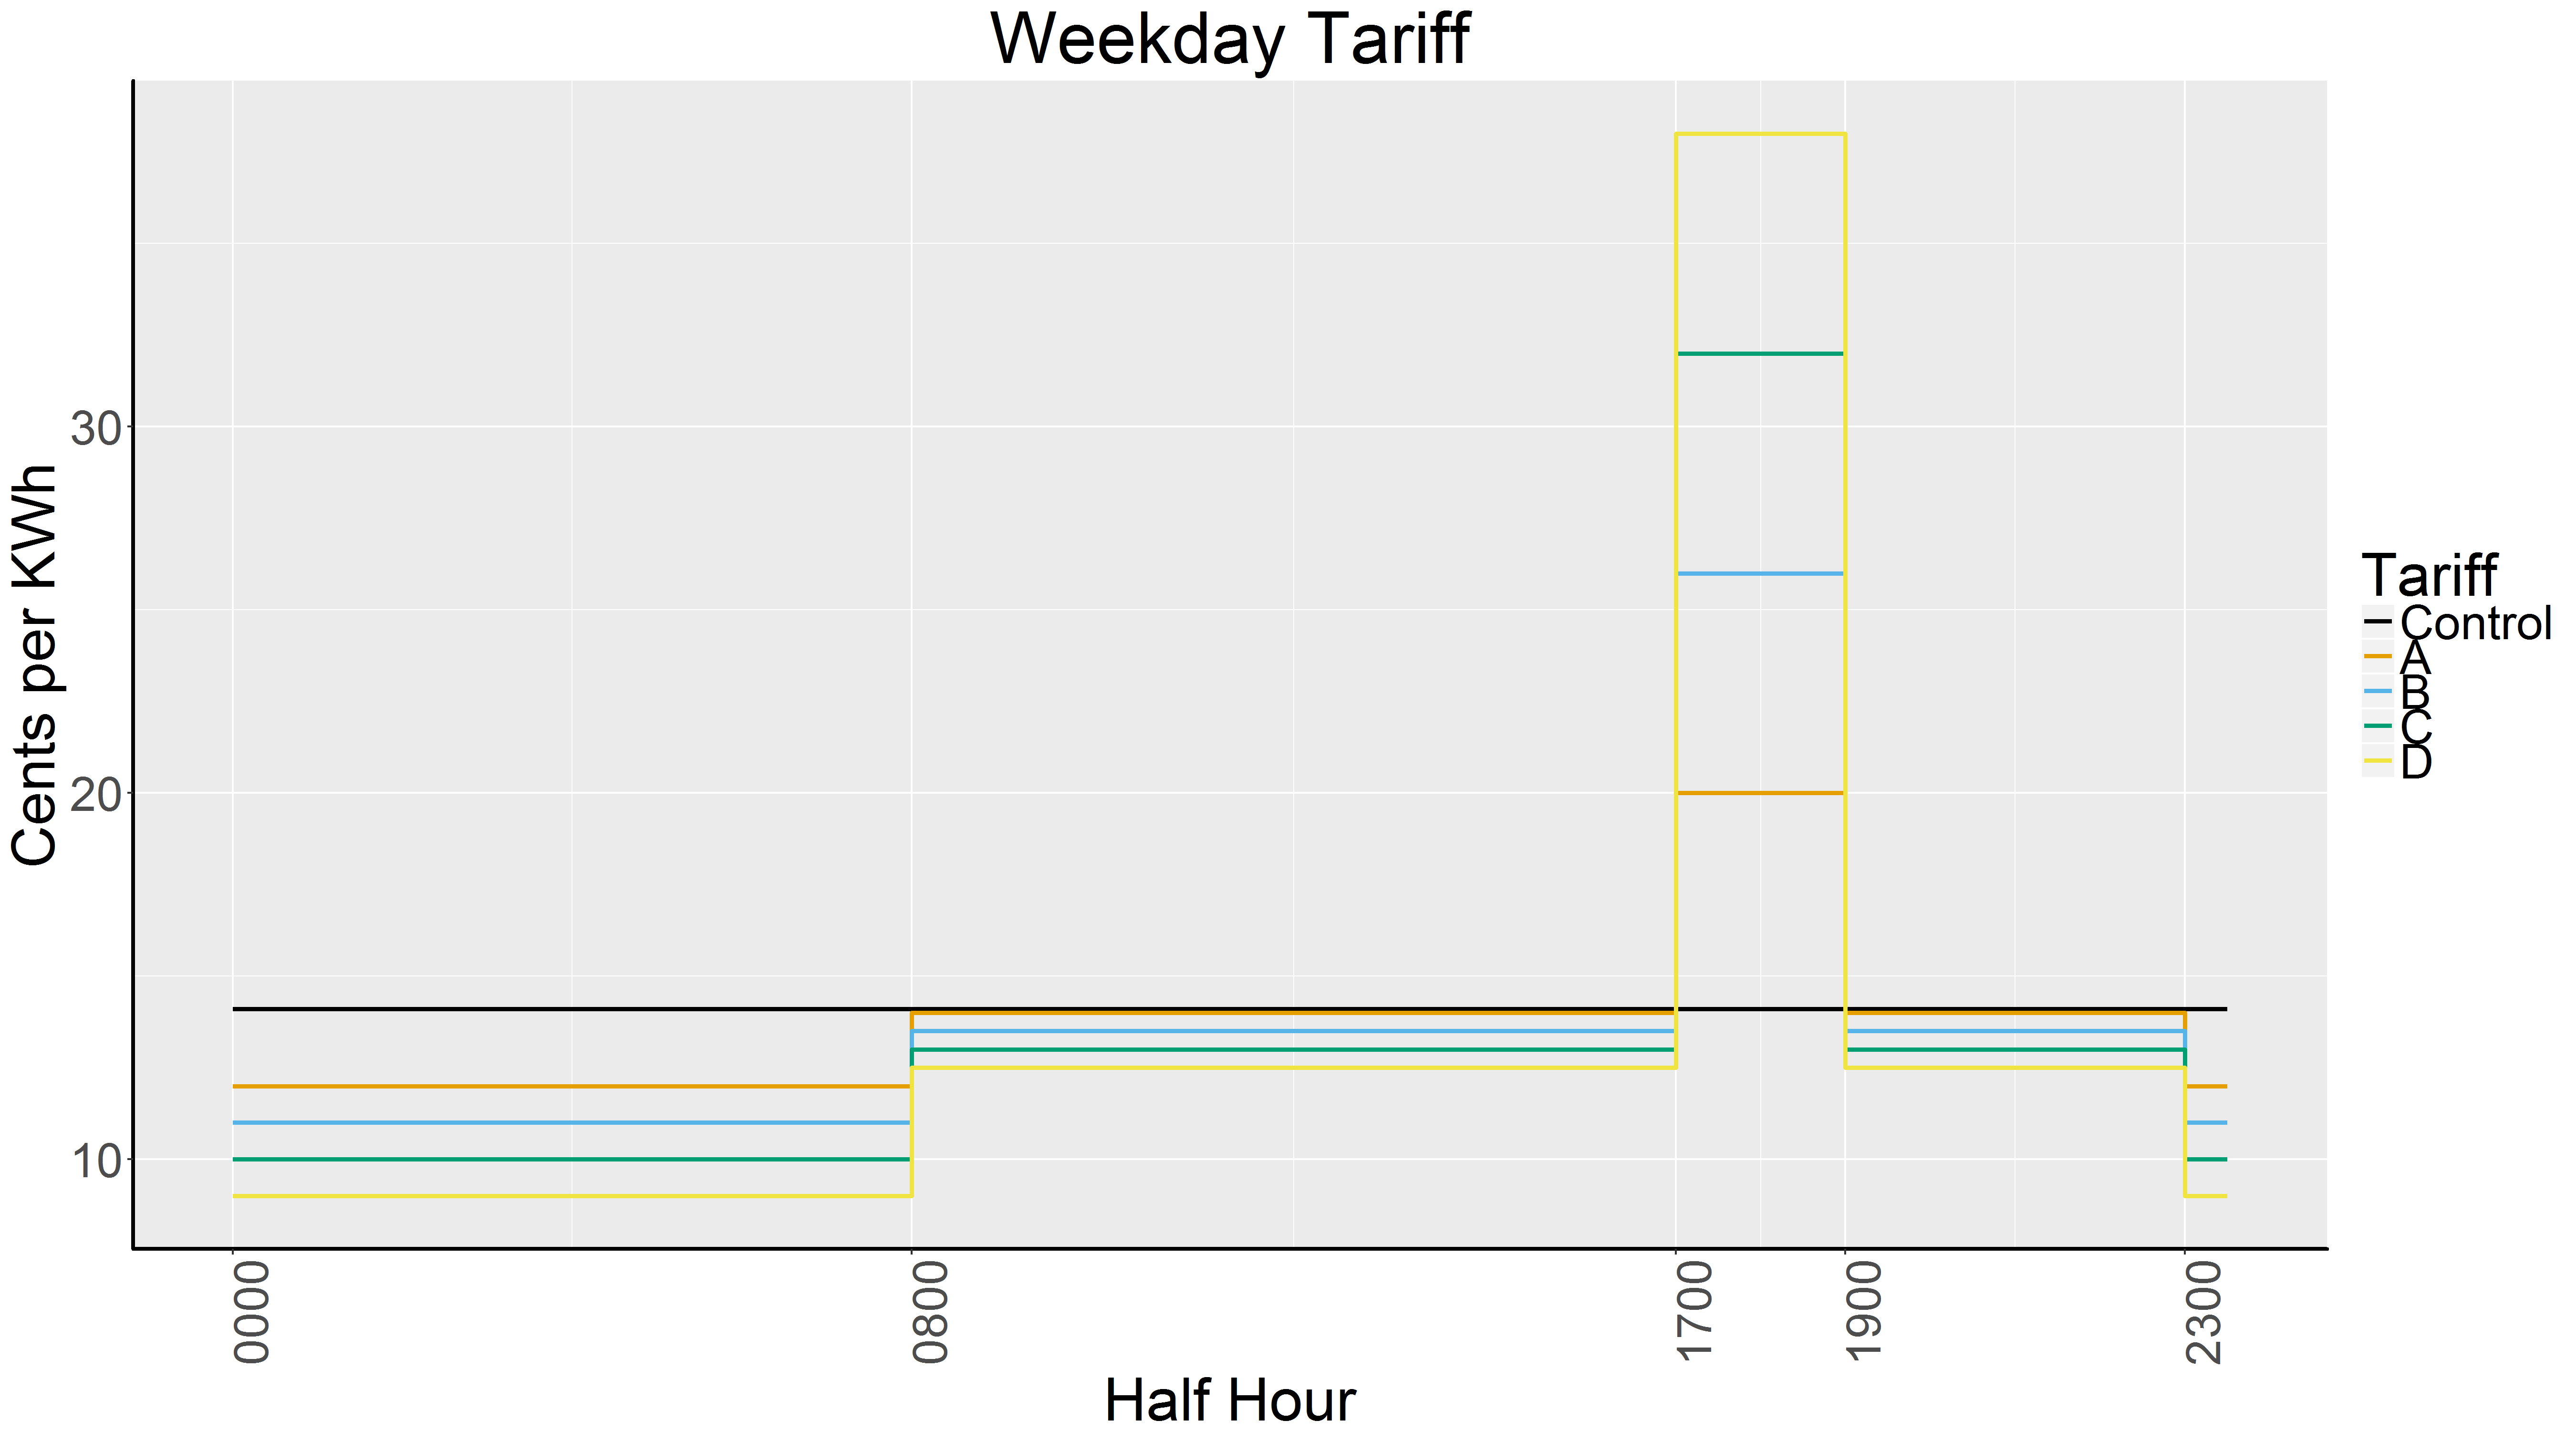 Weekday Tariff
Cents per KWh
30
20
10
0000
0800
1700
1900
2300
Half Hour
Tariff
Control
A
B
C
D